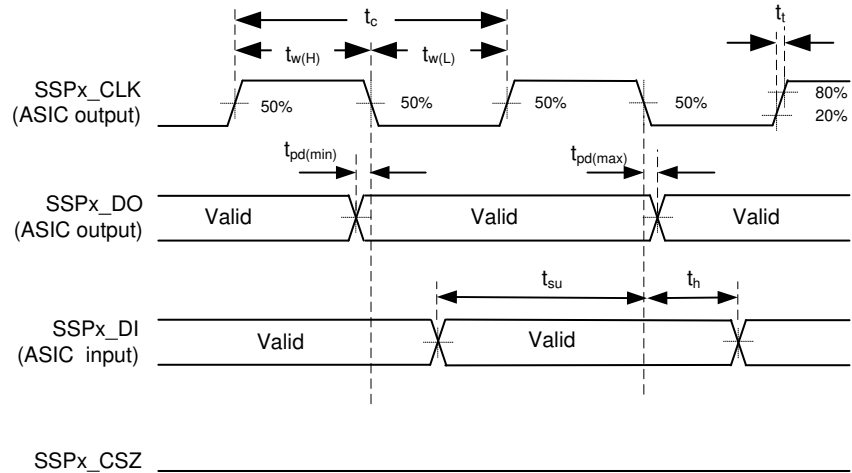 t_c
t_t
t_w(H)
t_w(L)
SSPx_CLK
(ASIC output)
50%
50%
50%
50%
80%
20%
t_pd(min)
t_pd(max)
SSPx_DO
(ASIC output)
Valid
Valid
Valid
t_su
t_h
SSPx_DI
(ASIC input)
Valid
Valid
SSPx_CSZ